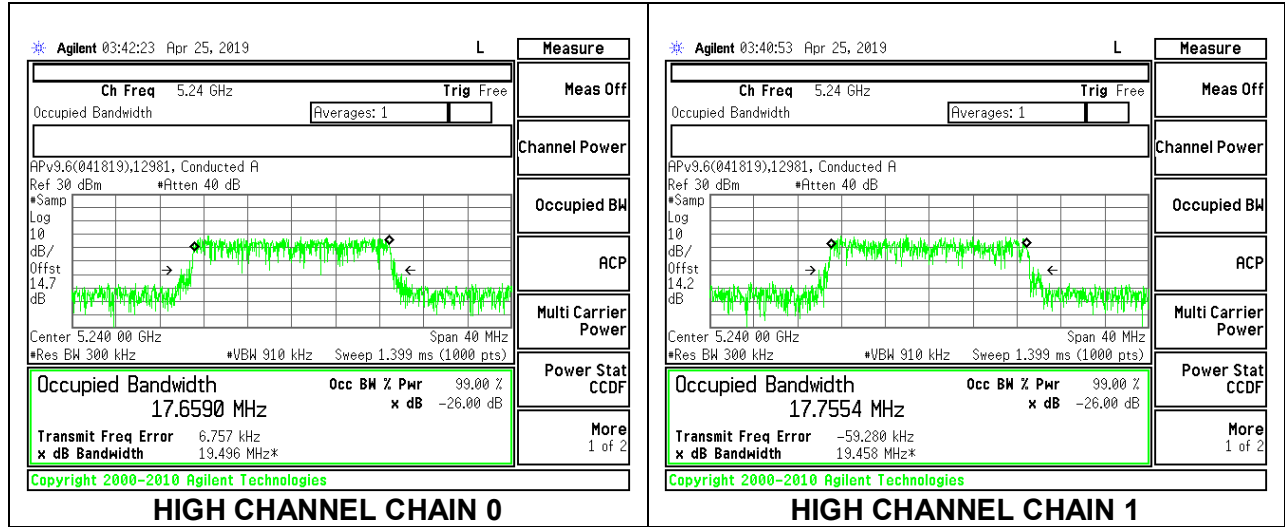 Agilent 03:42:23 Apr 25, 2019 L
Measure
Ch Freq 5.24 GHz Trig Free
Meas Off
Occupied Bandwidth Averages: 1
Channel Power
APv9.6(041819),12981, Conducted A
Ref 30 dBm #Atten 40 dB
#Samp
Occupied BW
Log
10
dB/
ACP
Offst
14.7
dB
Multi Carrier
Power
Center 5.240 00 GHz Span 40 MHz
#Res BW 300 kHz #VBW 910 kHz Sweep 1.399 ms (1000 pts)
Power Stat
CCDF
Occupied Bandwidth Occ BW % Pwr 99.00 %
17.6590 MHz x dB -26.00 dB
More
1 of 2
Transmit Freq Error 6.757 kHz
x dB Bandwidth 19.496 MHz*
Copyright 2000-2010 Agilent Technologies
HIGH CHANNEL CHAIN 0
Agilent 03:40:53 Apr 25, 2019 L
Measure
Ch Freq 5.24 GHz Trig Free
Meas Off
Occupied Bandwidth Averages: 1
Channel Power
APv9.6(041819),12981, Conducted A
Ref 30 dBm #Atten 40 dB
#Samp
Occupied BW
Log
10
dB/
ACP
Offst
14.2
dB
Multi Carrier
Power
Center 5.240 00 GHz Span 40 MHz
#Res BW 300 kHz #VBW 910 kHz Sweep 1.399 ms (1000 pts)
Power Stat
CCDF
Occupied Bandwidth Occ BW % Pwr 99.00 %
17.7554 MHz x dB -26.00 dB
More
1 of 2
Transmit Freq Error -59.280 kHz
x dB Bandwidth 19.458 MHz*
Copyright 2000-2010 Agilent Technologies
HIGH CHANNEL CHAIN 1